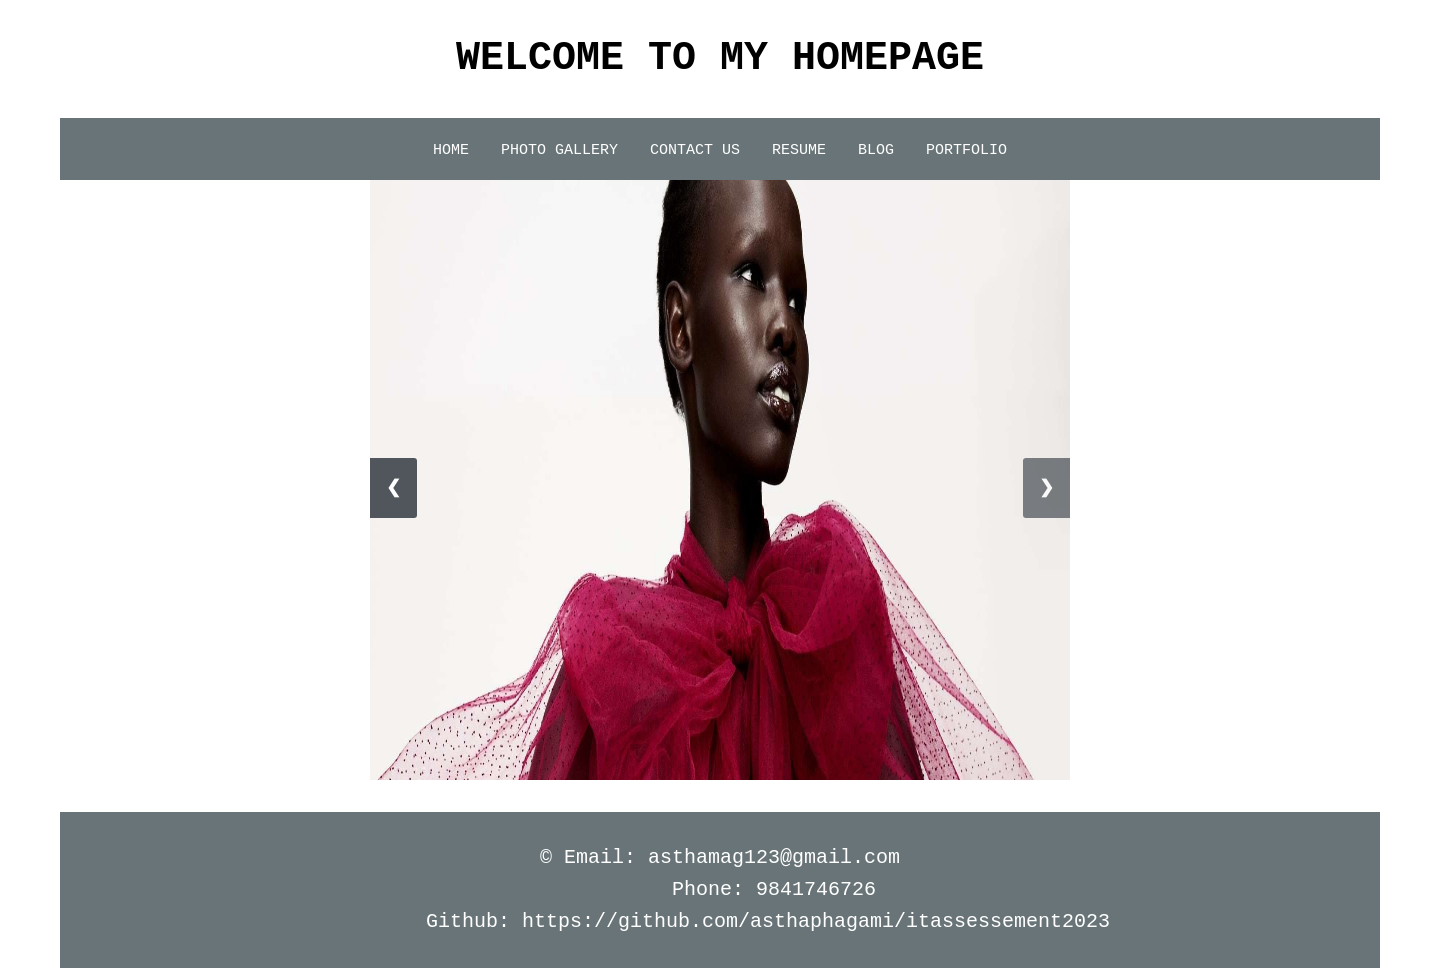 WELCOME TO MY HOMEPAGE
HOME PHOTO GALLERY CONTACT US RESUME BLOG PORTFOLIO
❮ ❯
© Email: asthamag123@gmail.com
Phone: 9841746726
Github: https://github.com/asthaphagami/itassessement2023